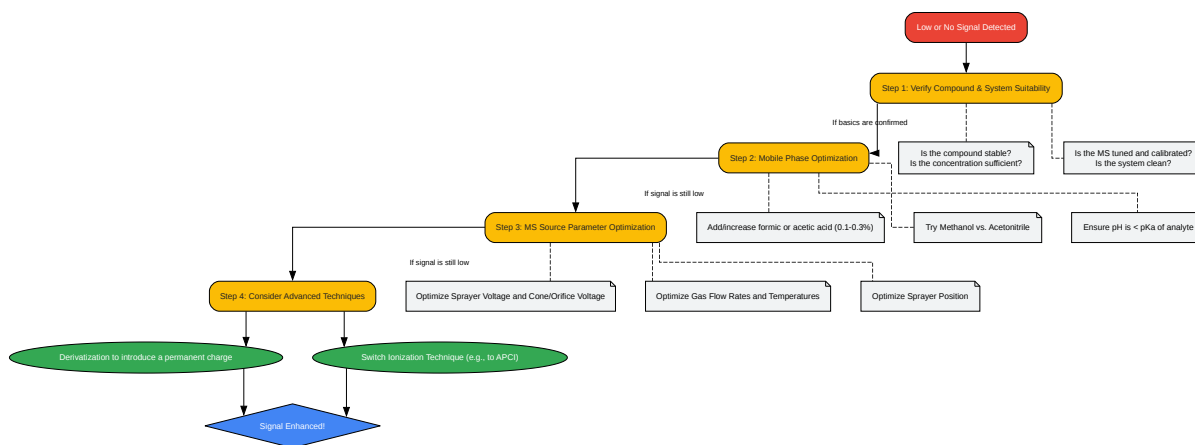 Low or No Signal Detected
Step 1: Verify Compound & System Suitability
If basics are confirmed
Is the compound stable?
Is the concentration sufficient?
Is the MS tuned and calibrated?
Is the system clean?
Step 2: Mobile Phase Optimization
If signal is still low
Add/increase formic or acetic acid (0.1-0.3%)
Try Methanol vs. Acetonitrile
Ensure pH is < pKa of analyte
Step 3: MS Source Parameter Optimization
If signal is still low
Optimize Sprayer Voltage and Cone/Orifice Voltage
Optimize Gas Flow Rates and Temperatures
Optimize Sprayer Position
Step 4: Consider Advanced Techniques
Derivatization to introduce a permanent charge
Switch Ionization Technique (e.g., to APCI)
Signal Enhanced!